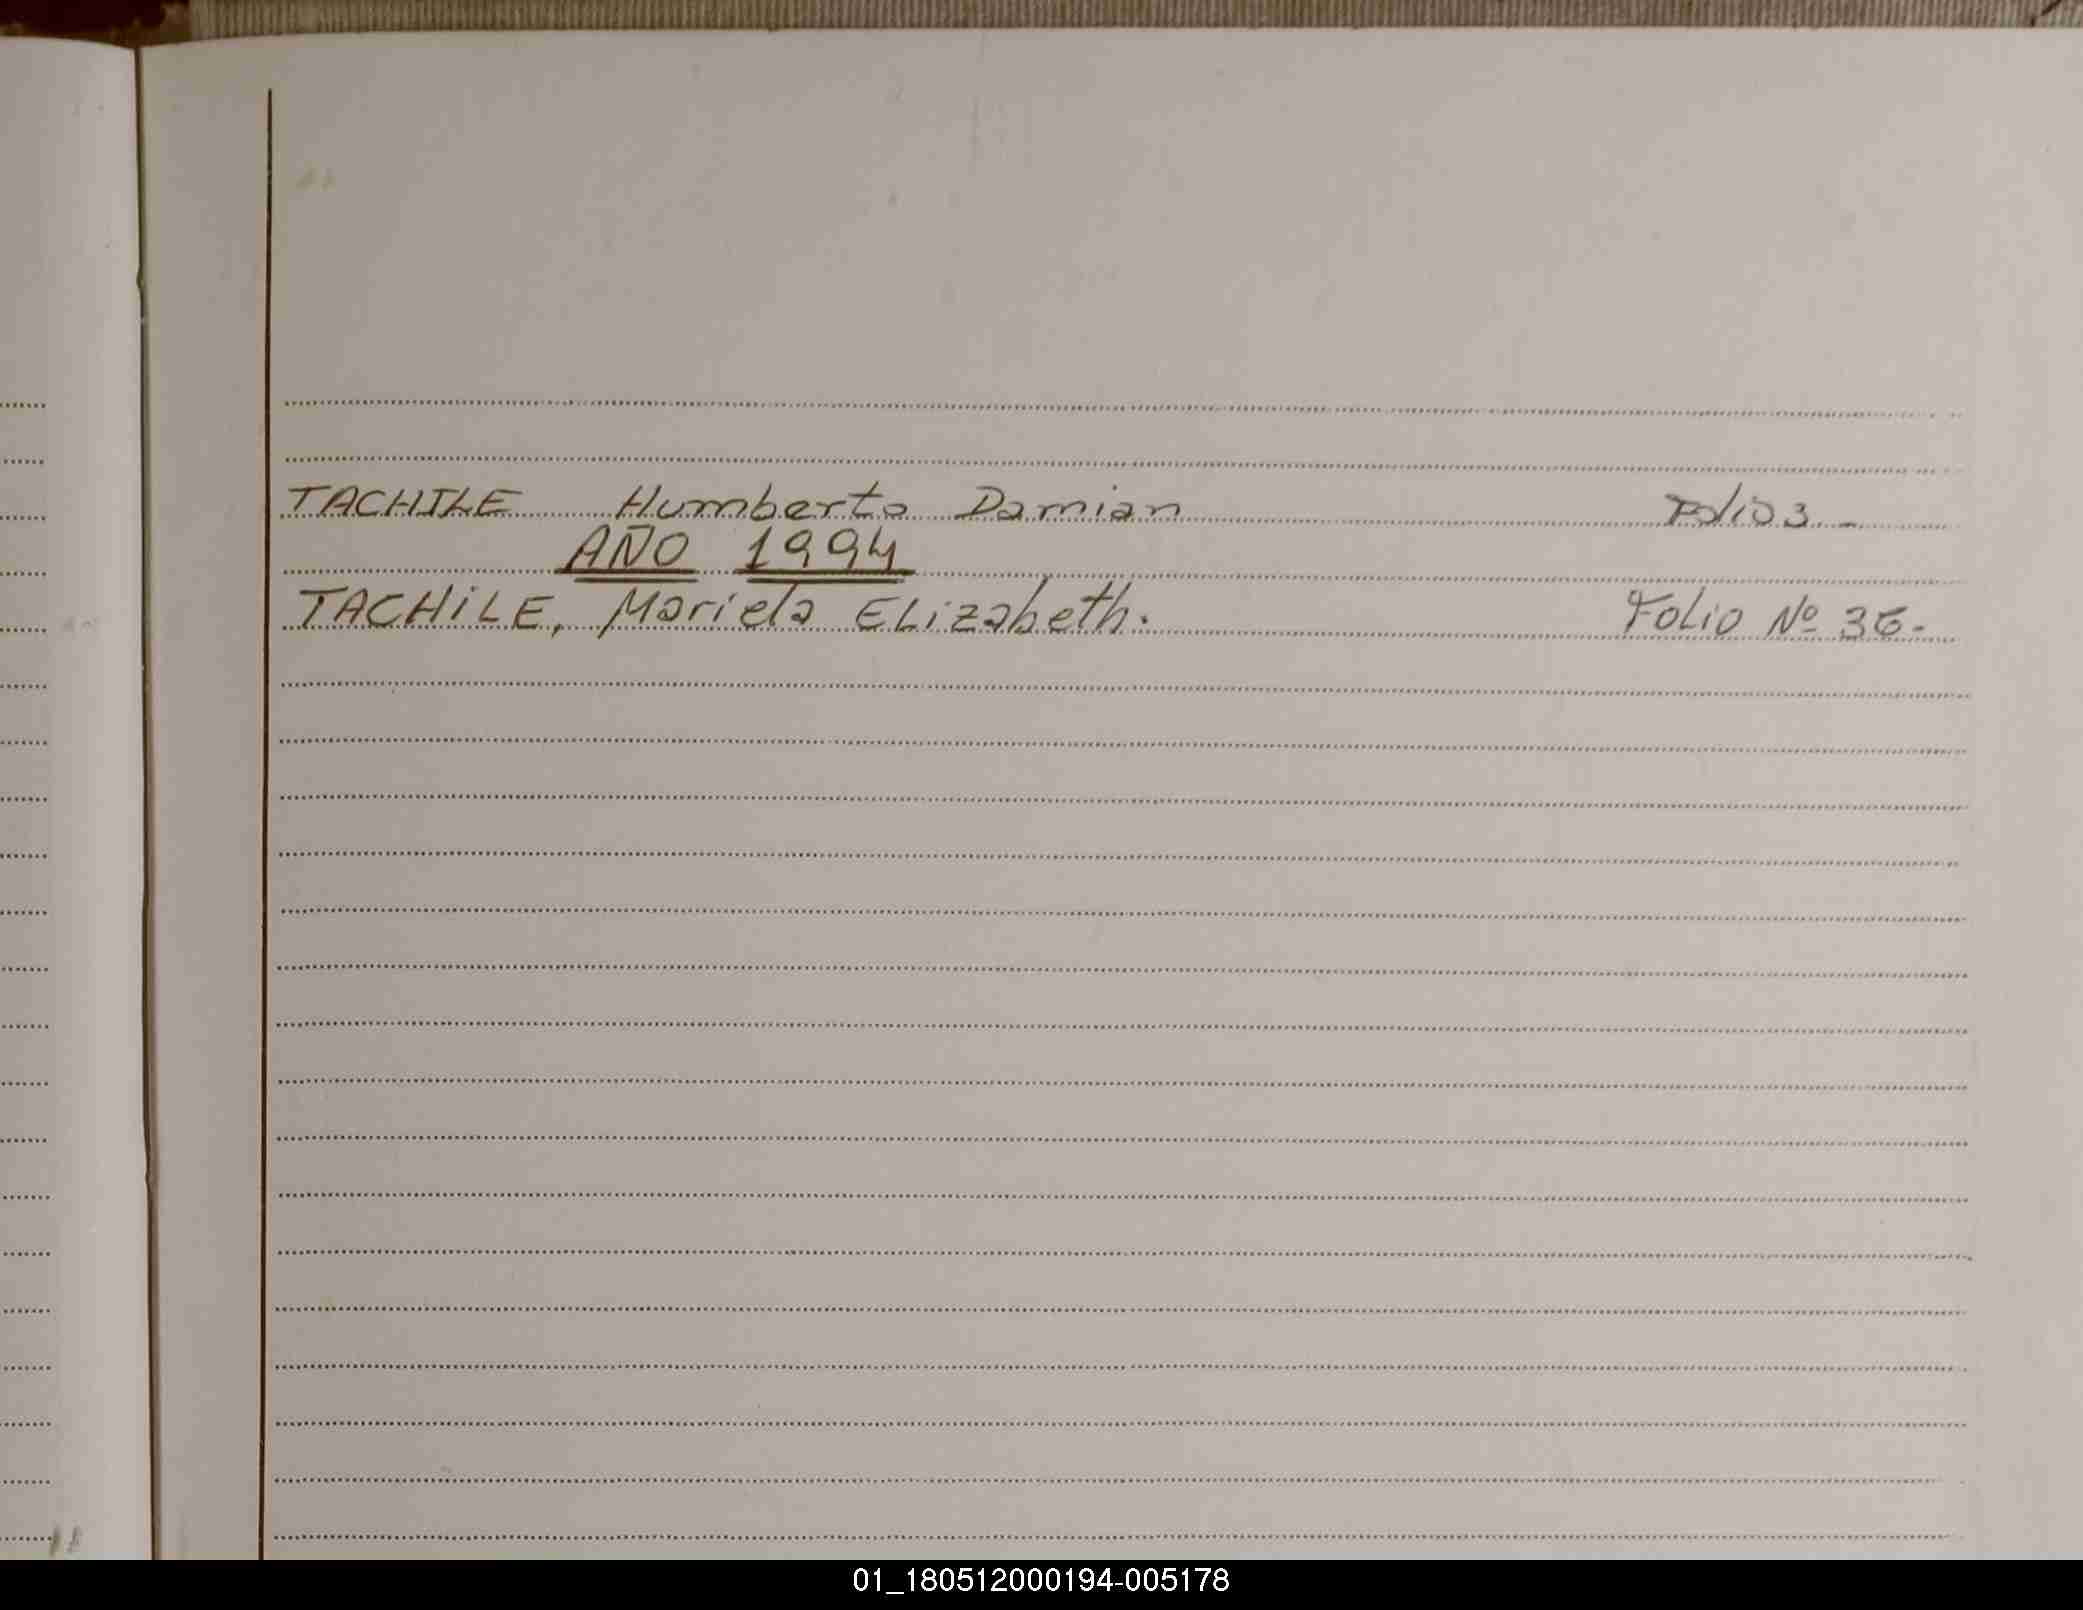 TACHILE Humberto Damian Folio 3 -
AÑO 1994
TACHiLE, Mariela ELizabeth. Folio Nº 36.-
01_180512000194-005178